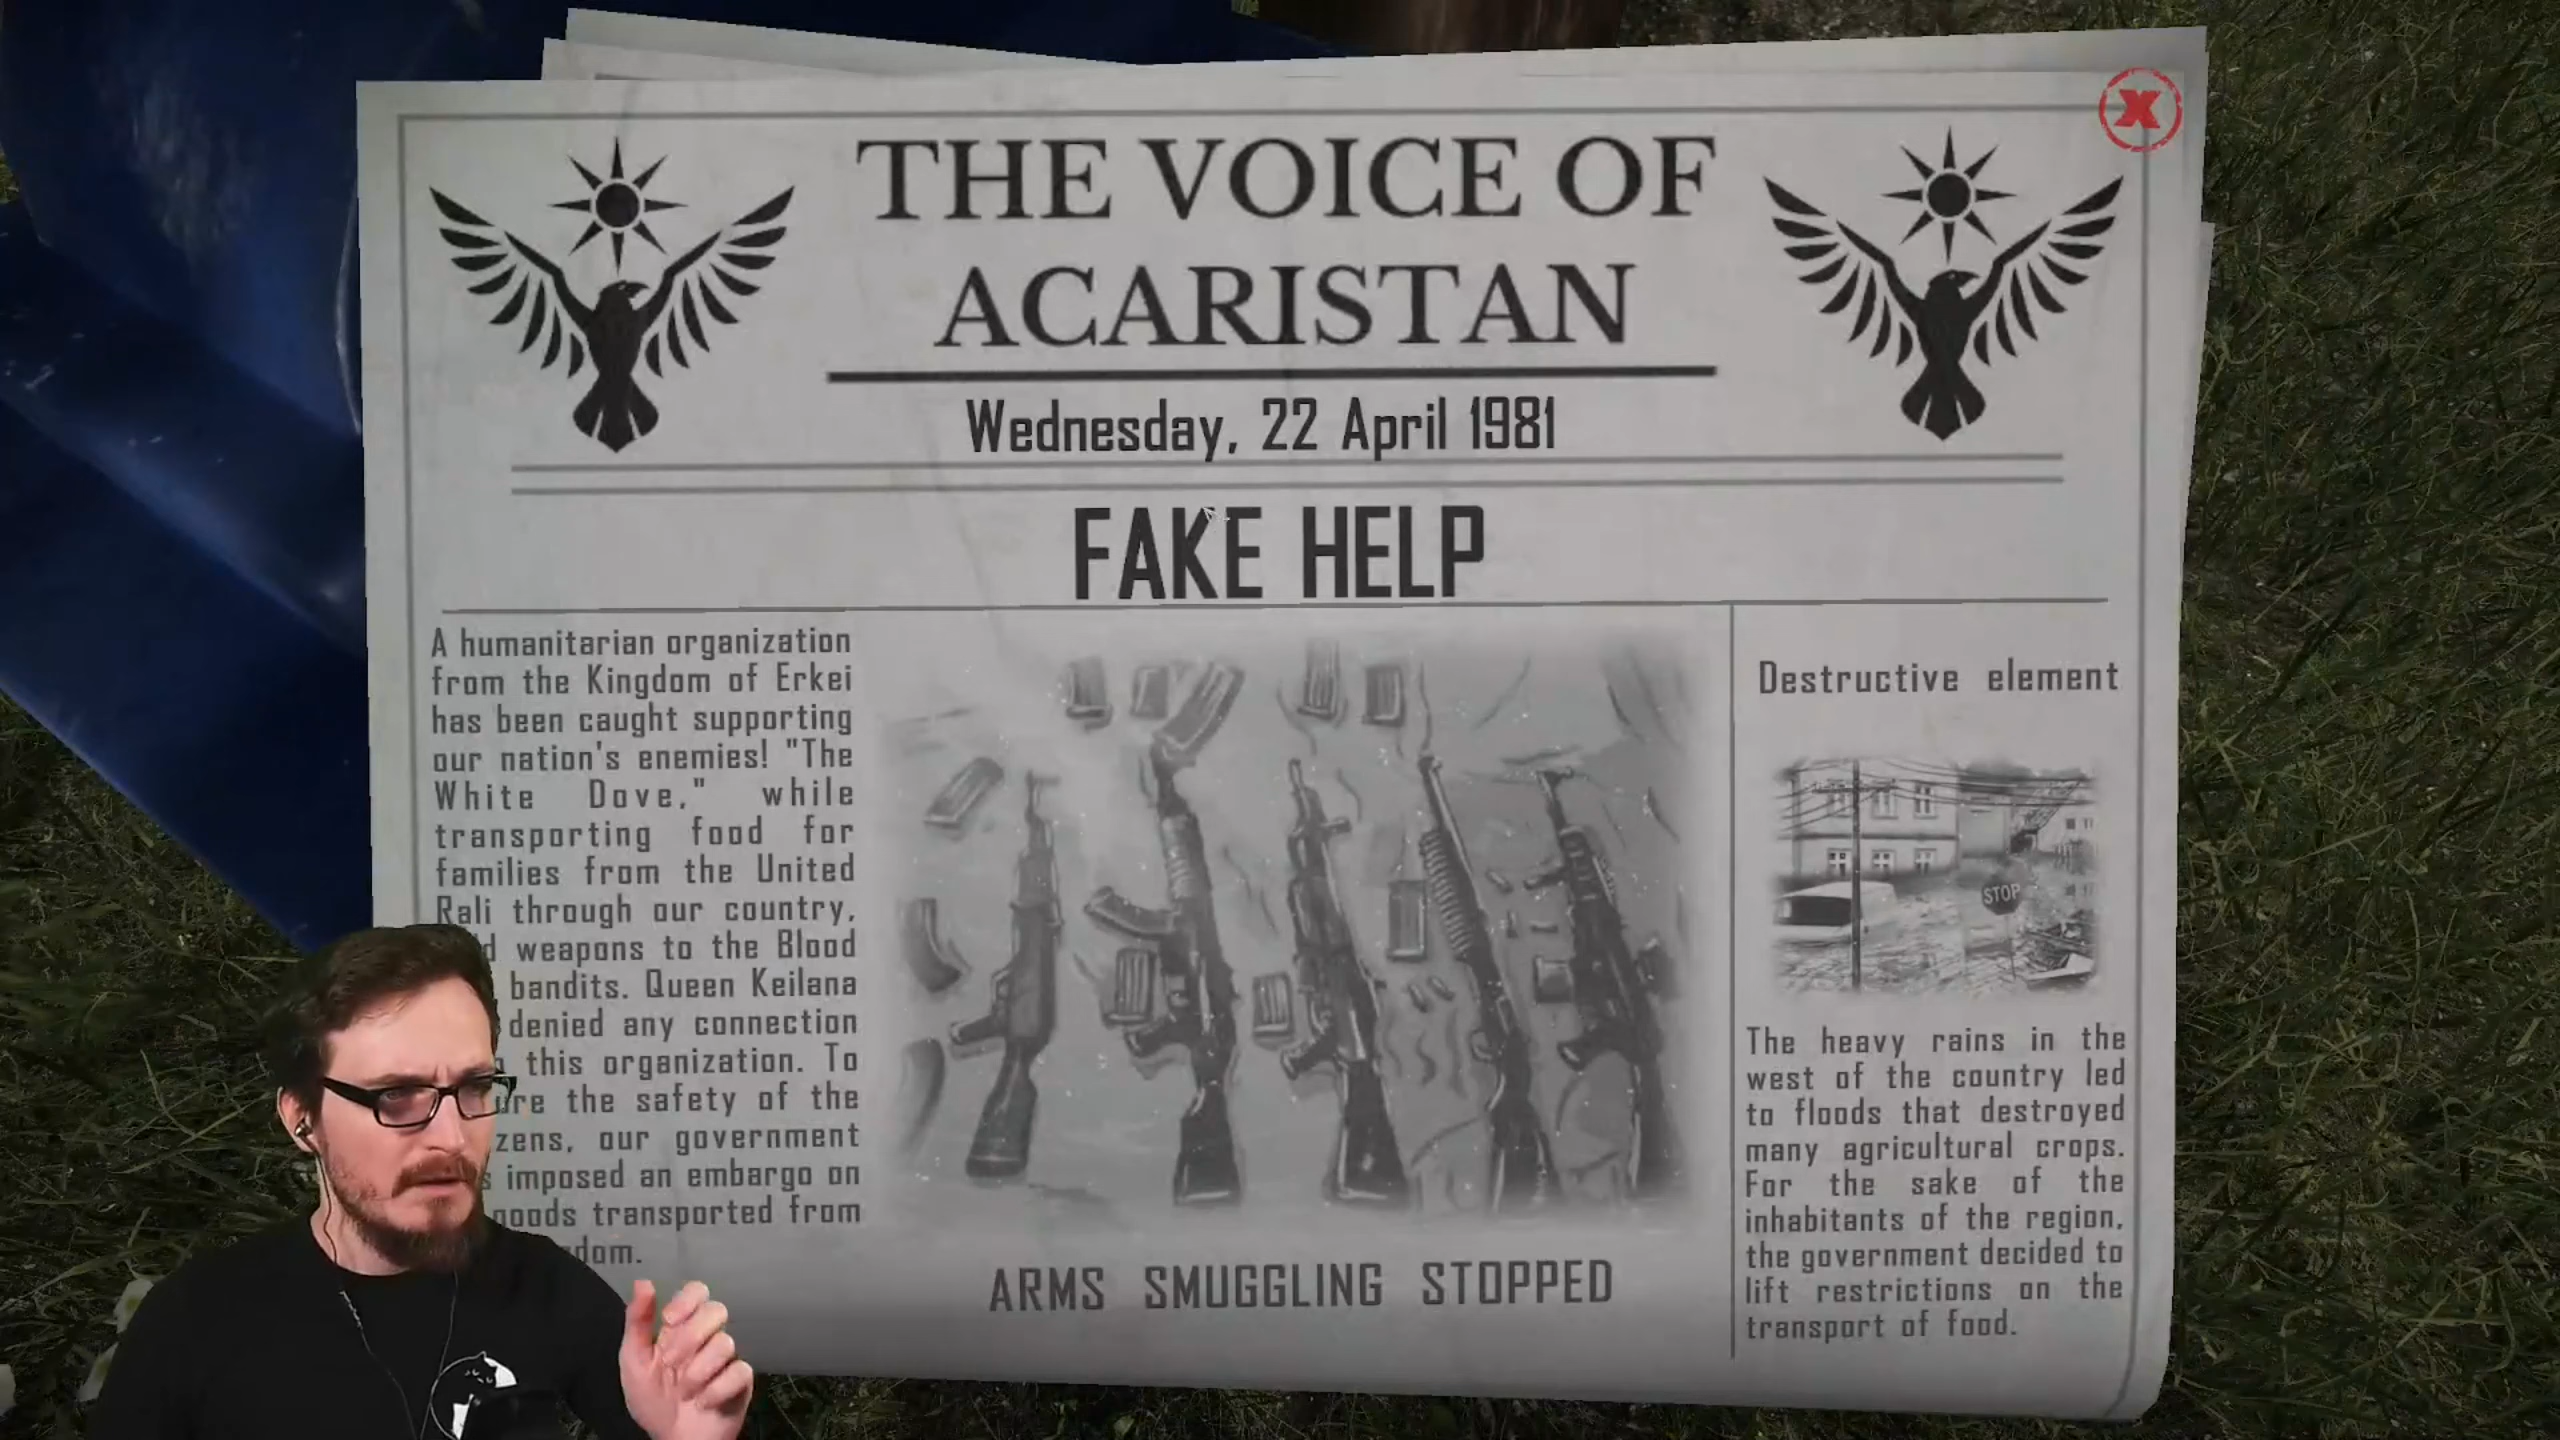 THE VOICE OF
ACARISTAN
Wednesday, 22 April 1981
FAKE HELP
A humanitarian organization
from the Kingdom of Erkei
has been caught supporting
our nation's enemies! "The
White Dove," while
transporting food for
families from the United
Rali through our country,
weapons to the Blood
bandits. Queen Keilana
denied any connection
this organization. To
the safety of the
our government
imposed an embargo on
goods transported from
ARMS SMUGGLING STOPPED
Destructive element
STOP
The heavy rains in the
west of the country led
to floods that destroyed
many agricultural crops.
For the sake of the
inhabitants of the region,
the government decided to
lift restrictions on the
transport of food.
X